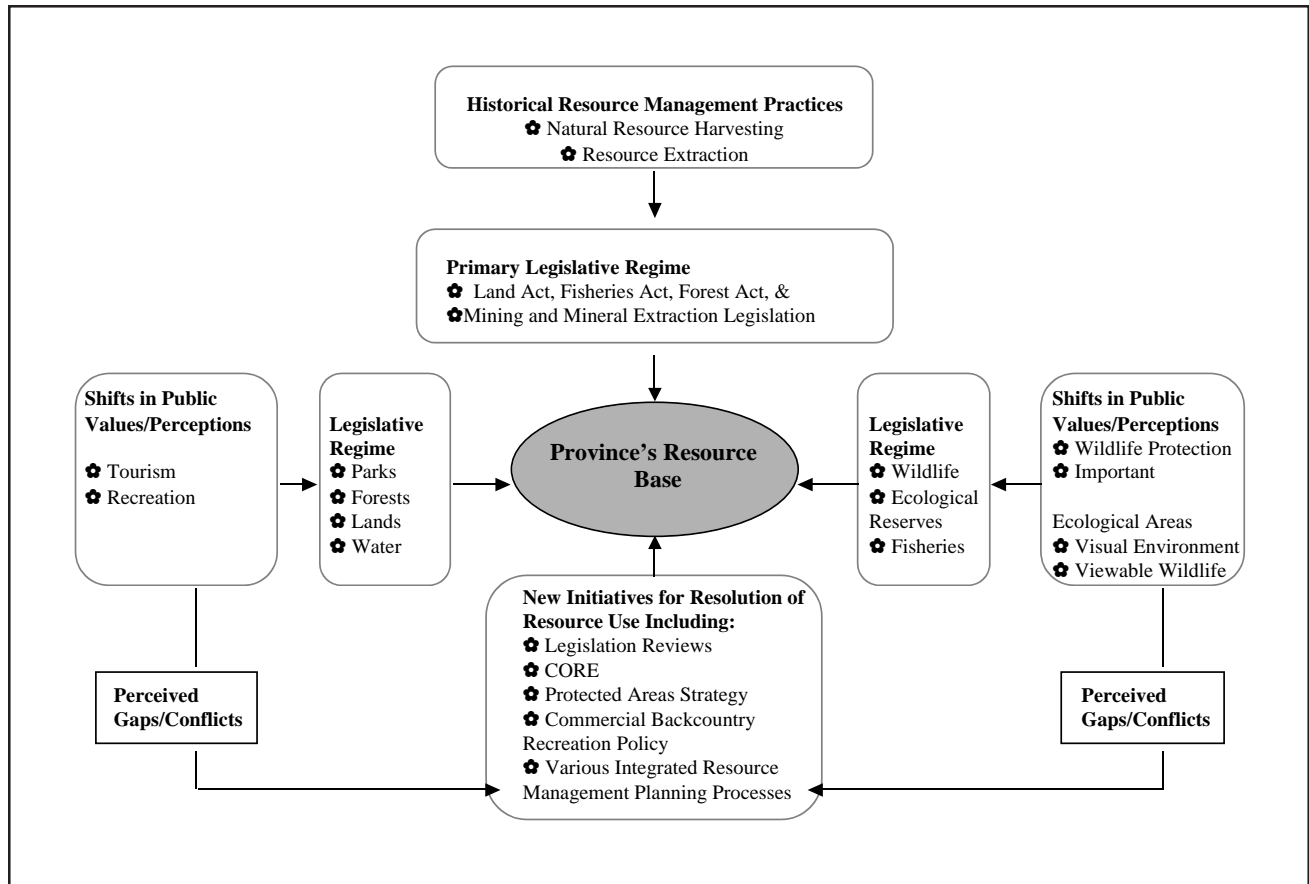 Historical Resource Management Practices
✿ Natural Resource Harvesting
✿ Resource Extraction
Primary Legislative Regime
✿ Land Act, Fisheries Act, Forest Act, &
✿Mining and Mineral Extraction Legislation
Shifts in Public
Values/Perceptions
✿ Tourism
✿ Recreation
Legislative
Regime
✿ Parks
✿ Forests
✿ Lands
✿ Water
Province's Resource
Base
Legislative
Regime
✿ Wildlife
✿ Ecological
Reserves
✿ Fisheries
Shifts in Public
Values/Perceptions
✿ Wildlife Protection
✿ Important
Ecological Areas
✿ Visual Environment
✿ Viewable Wildlife
New Initiatives for Resolution of
Resource Use Including:
✿ Legislation Reviews
✿ CORE
✿ Protected Areas Strategy
✿ Commercial Backcountry
Recreation Policy
✿ Various Integrated Resource
Management Planning Processes
Perceived
Gaps/Conflicts
Perceived
Gaps/Conflicts